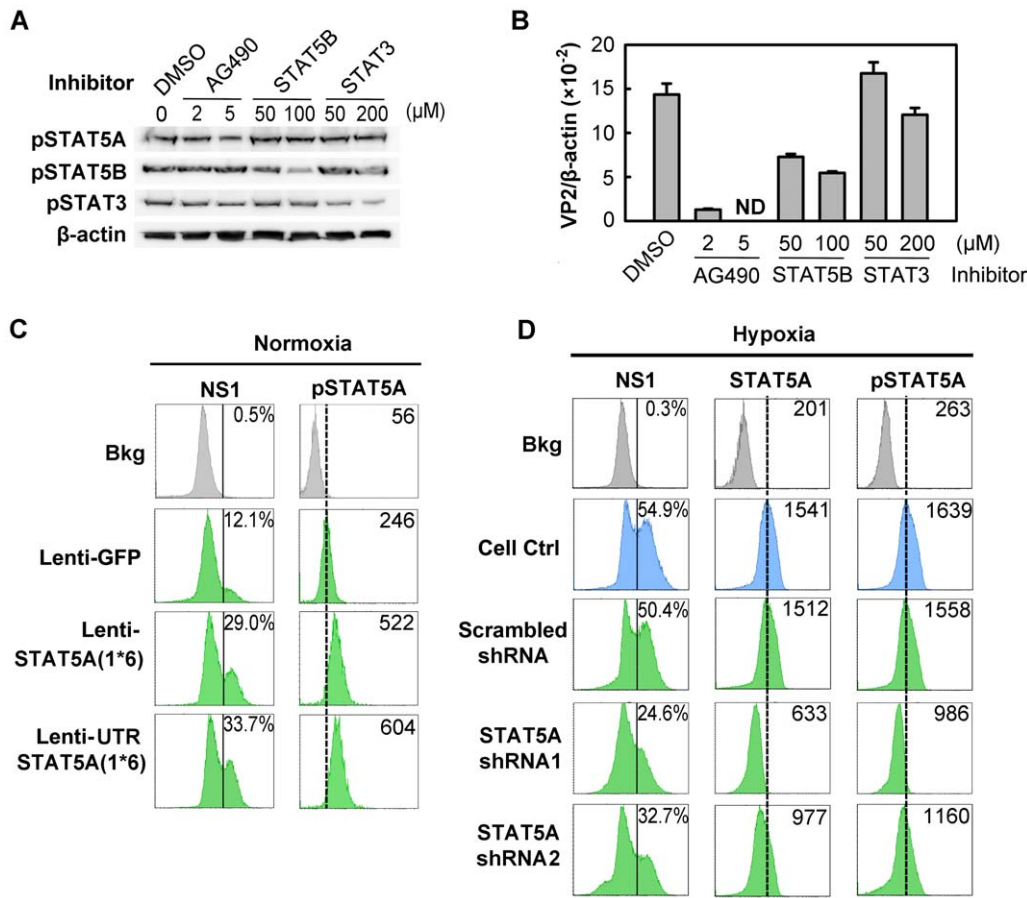 A
Inhibitor
DMSO AG490 STAT5B STAT3
0 2 5 50 100 50 200 (μM)
pSTAT5A
pSTAT5B
pSTAT3
β-actin
B
VP2/β-actin (×10⁻²)
20
15
10
5
0
ND
DMSO
2 5 50 100 50 200 (μM)
AG490 STAT5B STAT3 Inhibitor
C
Normoxia
NS1 pSTAT5A
Bkg 0.5% 56
Lenti-GFP 12.1% 246
Lenti-
STAT5A(1*6) 29.0% 522
Lenti-UTR
STAT5A(1*6) 33.7% 604
D
Hypoxia
NS1 STAT5A pSTAT5A
Bkg 0.3% 201 263
Cell Ctrl 54.9% 1541 1639
Scrambled
shRNA 50.4% 1512 1558
STAT5A
shRNA1 24.6% 633 986
STAT5A
shRNA2 32.7% 977 1160